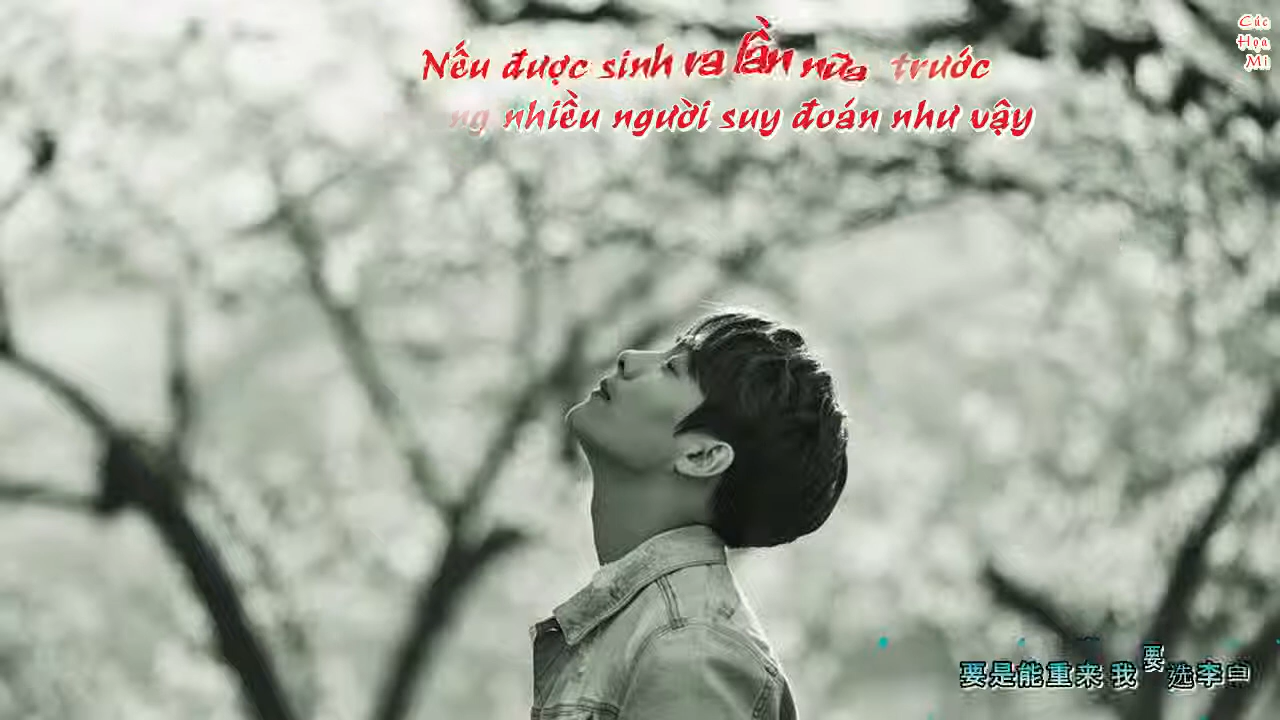 Nếu được sinh ra lần nữa trước
ng nhiều người suy đoán như vậy
Cúc
Họa
Mi
要是能重来 我要选李白